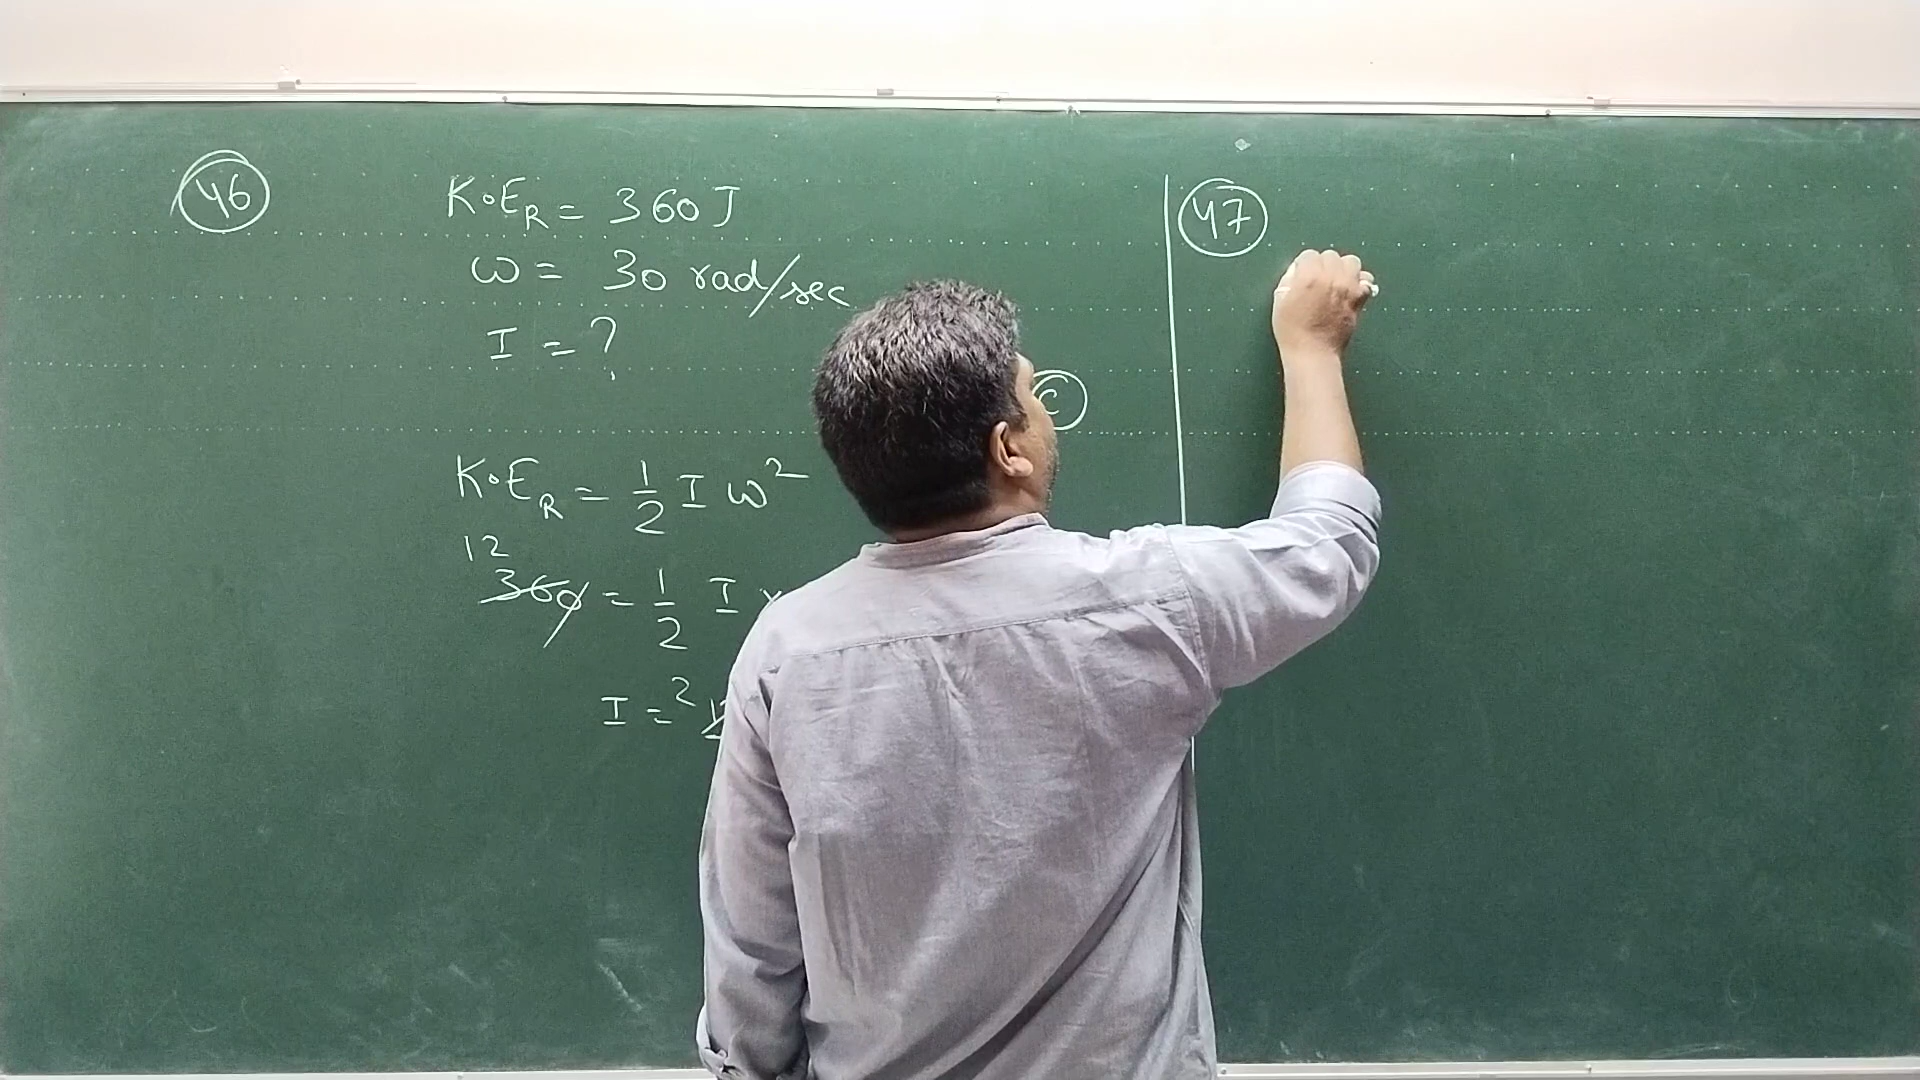 46
K.E_R = 360 J
ω = 30 rad/sec
I = ?
C
K.E_R = 1/2 I ω²
12
360 = 1/2 I ×
I = 2
47